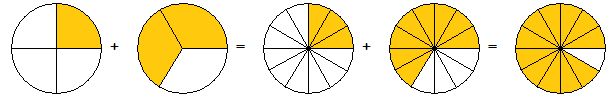 + = + =